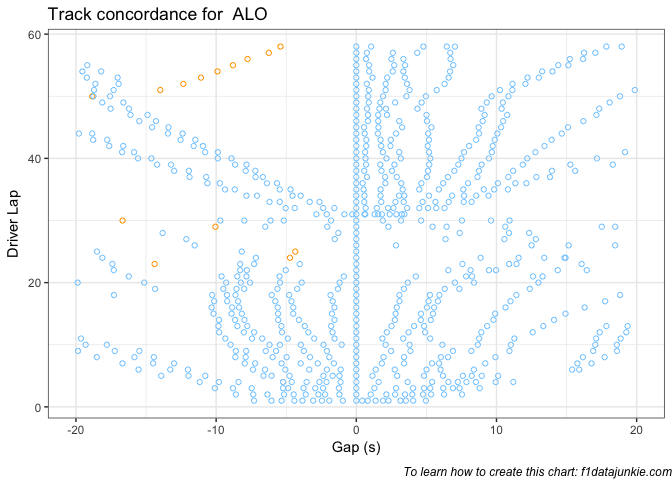 Track concordance for  ALO
60
40
20
0
Driver Lap
-20
-10
0
10
20
Gap (s)
To learn how to create this chart: f1datajunkie.com